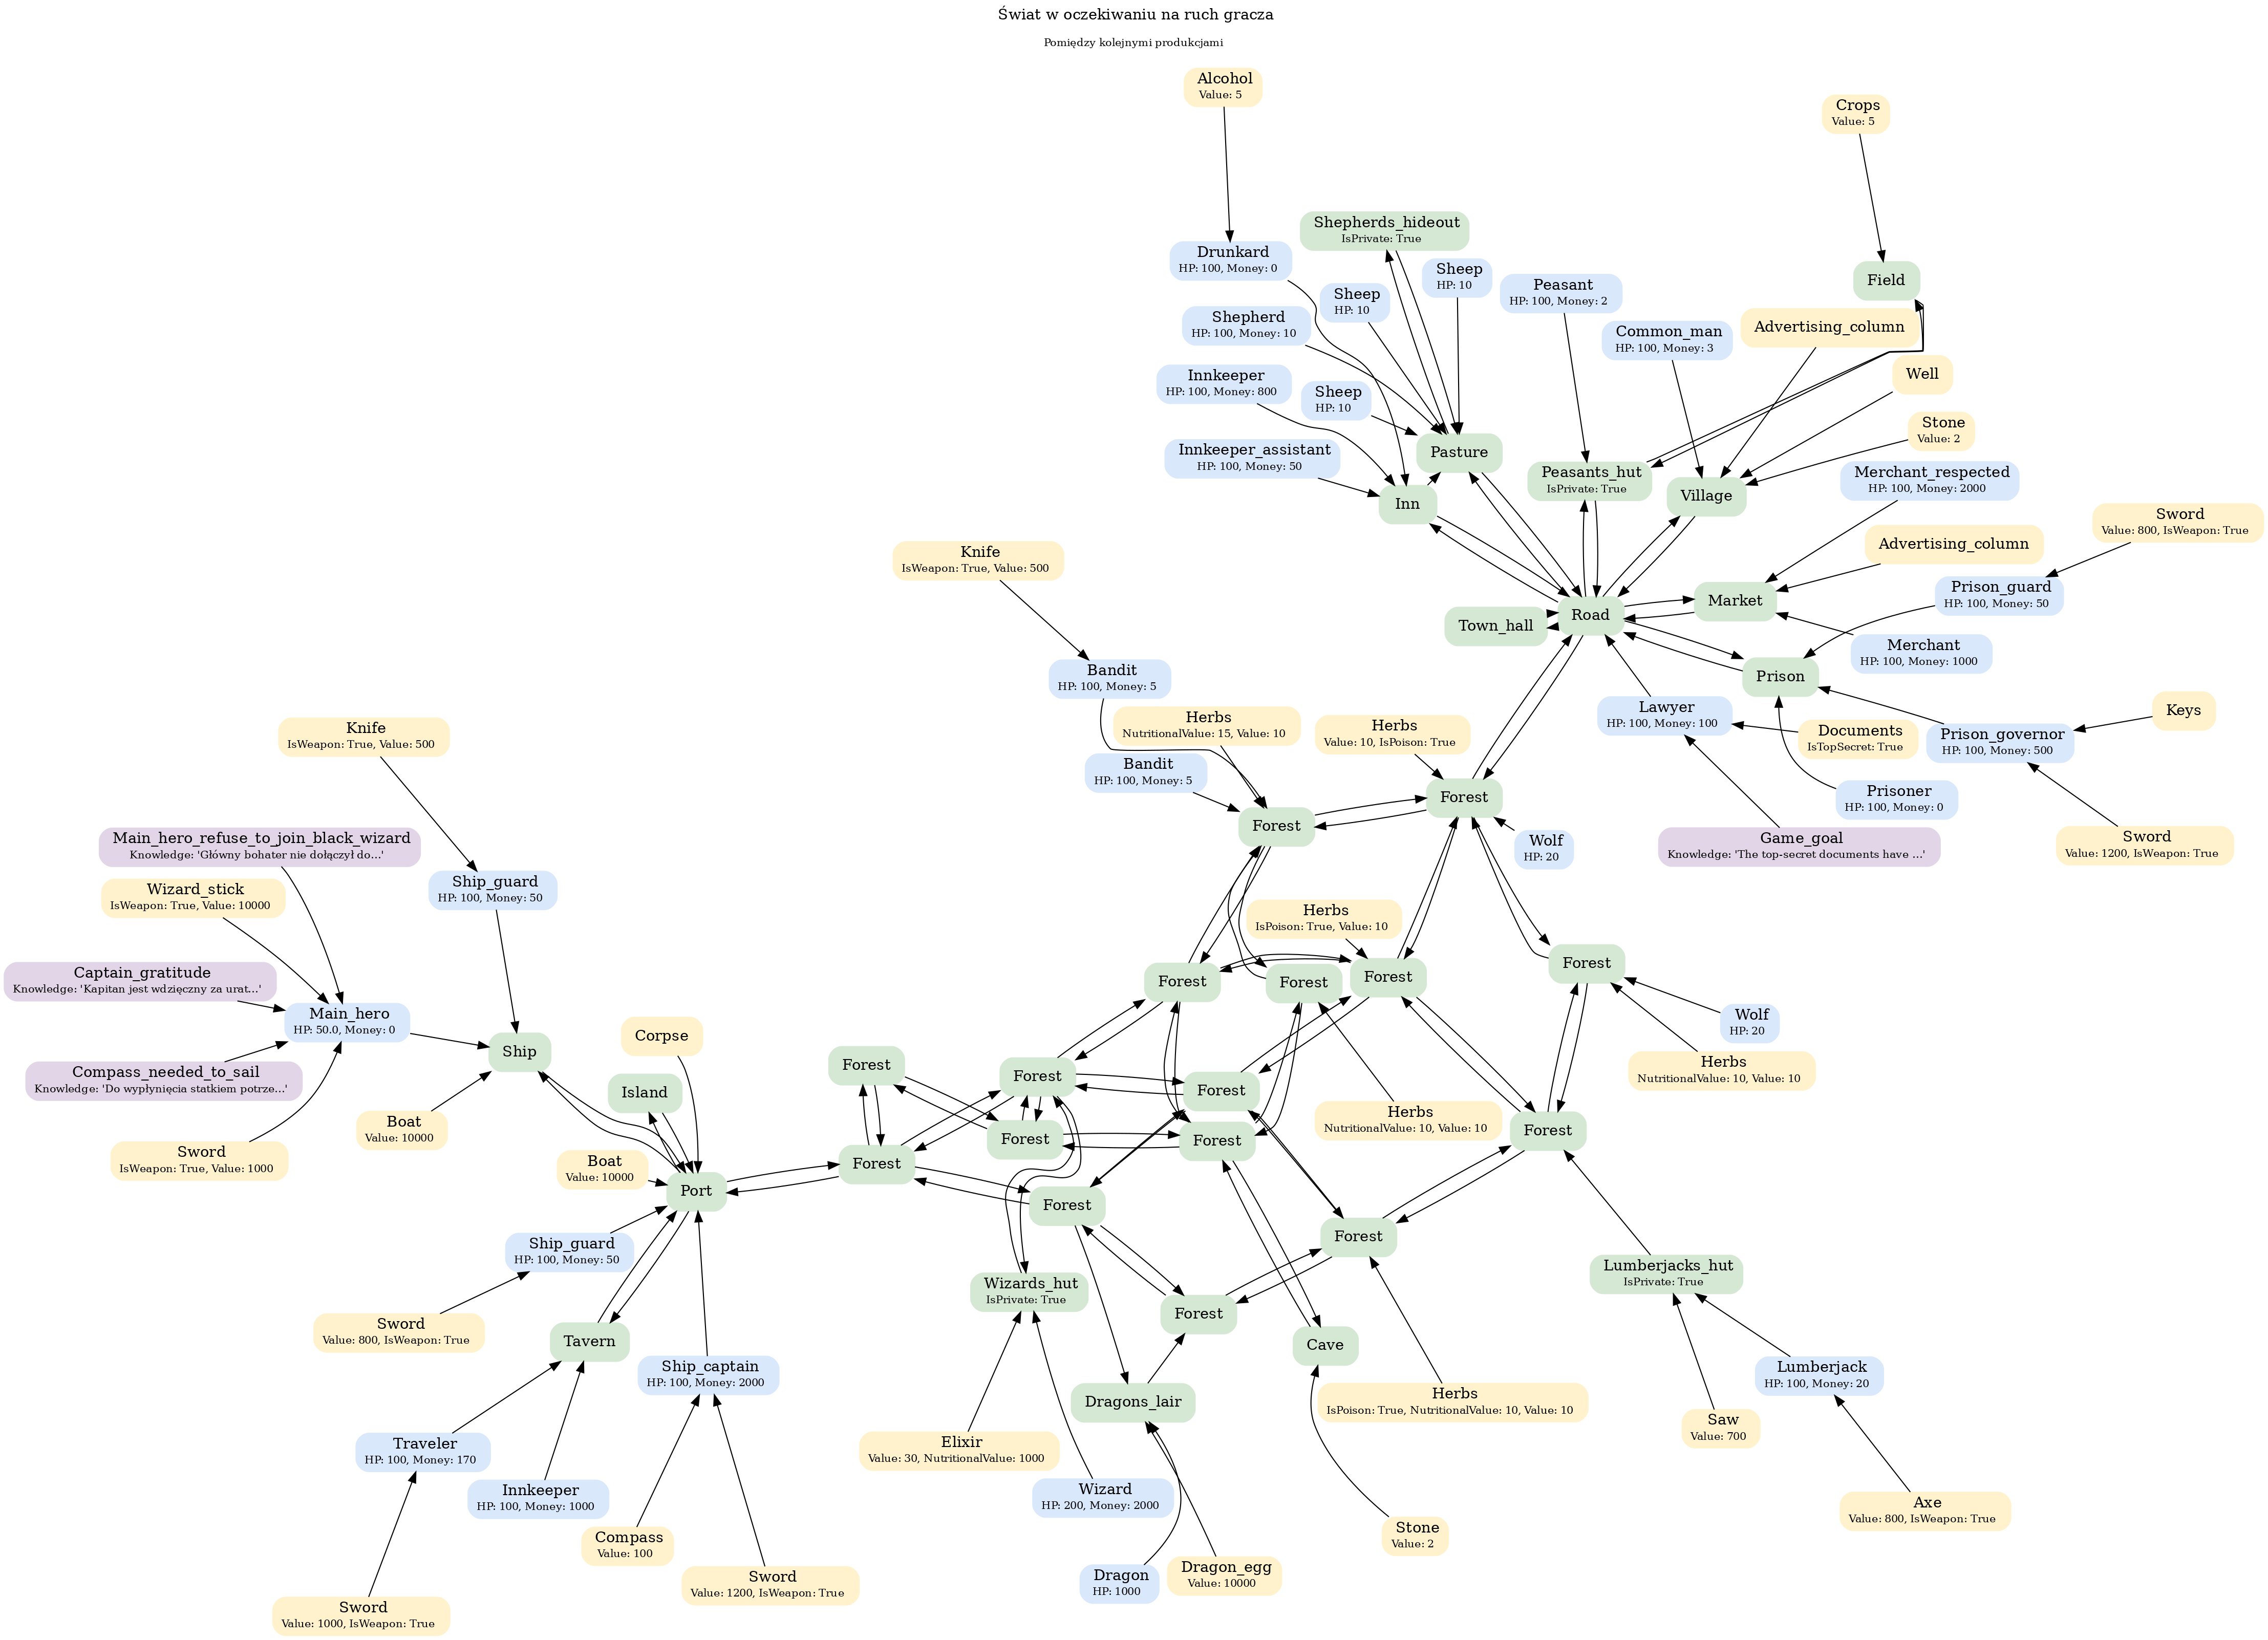 Świat w oczekiwaniu na ruch gracza
Pomiędzy kolejnymi produkcjami
Alcohol
Value: 5
Crops
Value: 5
Shepherds_hideout
IsPrivate: True
Drunkard
HP: 100, Money: 0
Sheep
HP: 10
Field
Sheep
HP: 10
Peasant
HP: 100, Money: 2
Shepherd
HP: 100, Money: 10
Common_man
HP: 100, Money: 3
Advertising_column
Innkeeper
HP: 100, Money: 800
Sheep
HP: 10
Well
Stone
Value: 2
Innkeeper_assistant
HP: 100, Money: 50
Pasture
Peasants_hut
IsPrivate: True
Merchant_respected
HP: 100, Money: 2000
Inn
Village
Sword
Value: 800, IsWeapon: True
Advertising_column
Knife
IsWeapon: True, Value: 500
Prison_guard
HP: 100, Money: 50
Market
Road
Town_hall
Merchant
HP: 100, Money: 1000
Bandit
HP: 100, Money: 5
Prison
Lawyer
HP: 100, Money: 100
Keys
Herbs
NutritionalValue: 15, Value: 10
Herbs
Value: 10, IsPoison: True
Documents
IsTopSecret: True
Prison_governor
HP: 100, Money: 500
Knife
IsWeapon: True, Value: 500
Bandit
HP: 100, Money: 5
Forest
Prisoner
HP: 100, Money: 0
Forest
Main_hero_refuse_to_join_black_wizard
Knowledge: 'Główny bohater nie dołączył do...'
Wolf
HP: 20
Game_goal
Knowledge: 'The top-secret documents have ...'
Sword
Value: 1200, IsWeapon: True
Wizard_stick
IsWeapon: True, Value: 10000
Ship_guard
HP: 100, Money: 50
Herbs
IsPoison: True, Value: 10
Forest
Captain_gratitude
Knowledge: 'Kapitan jest wdzięczny za urat...'
Forest
Forest
Forest
Main_hero
HP: 50.0, Money: 0
Wolf
HP: 20
Corpse
Ship
Forest
Forest
Herbs
NutritionalValue: 10, Value: 10
Compass_needed_to_sail
Knowledge: 'Do wypłynięcia statkiem potrze...'
Island
Forest
Herbs
NutritionalValue: 10, Value: 10
Boat
Value: 10000
Forest
Forest
Forest
Sword
IsWeapon: True, Value: 1000
Boat
Value: 10000
Forest
Port
Forest
Forest
Ship_guard
HP: 100, Money: 50
Wizards_hut
IsPrivate: True
Lumberjacks_hut
IsPrivate: True
Forest
Sword
Value: 800, IsWeapon: True
Tavern
Cave
Ship_captain
HP: 100, Money: 2000
Lumberjack
HP: 100, Money: 20
Dragons_lair
Herbs
IsPoison: True, NutritionalValue: 10, Value: 10
Saw
Value: 700
Traveler
HP: 100, Money: 170
Elixir
Value: 30, NutritionalValue: 1000
Innkeeper
HP: 100, Money: 1000
Wizard
HP: 200, Money: 2000
Axe
Value: 800, IsWeapon: True
Compass
Value: 100
Stone
Value: 2
Sword
Value: 1200, IsWeapon: True
Dragon
HP: 1000
Dragon_egg
Value: 10000
Sword
Value: 1000, IsWeapon: True